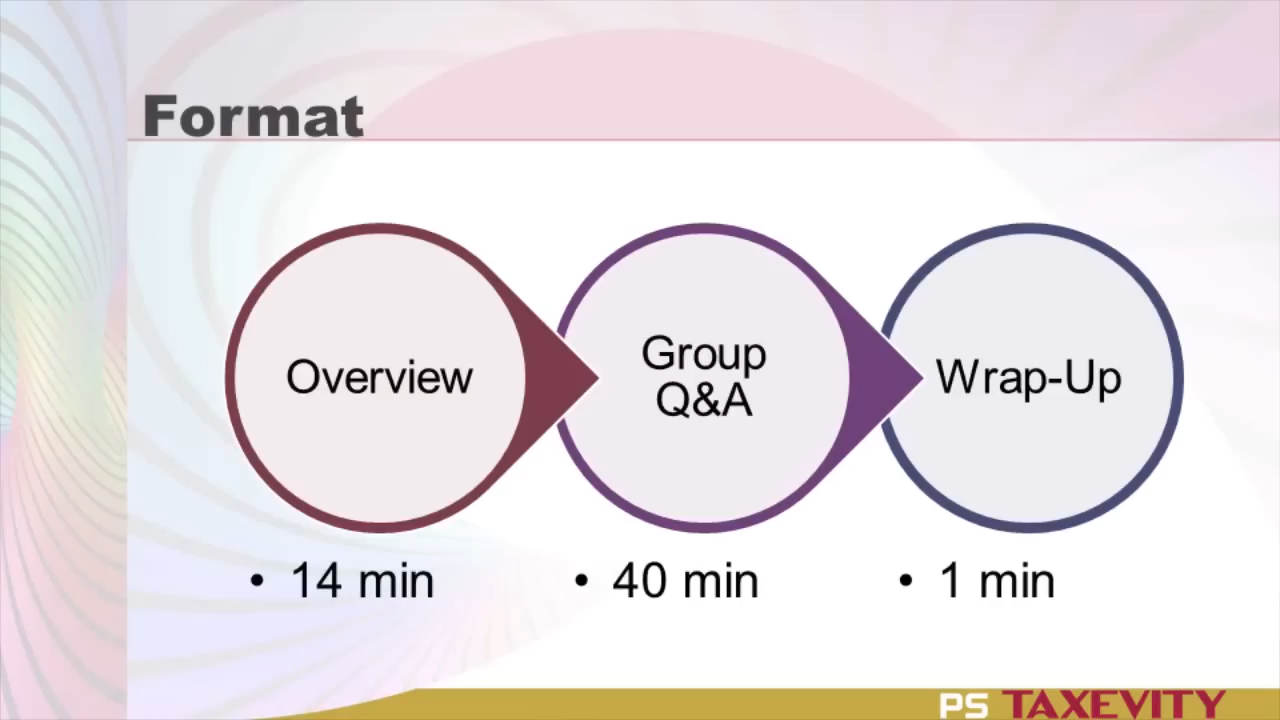 Format
Overview
Group
Q&A
Wrap-Up
• 14 min
• 40 min
• 1 min
PS TAXEVITY